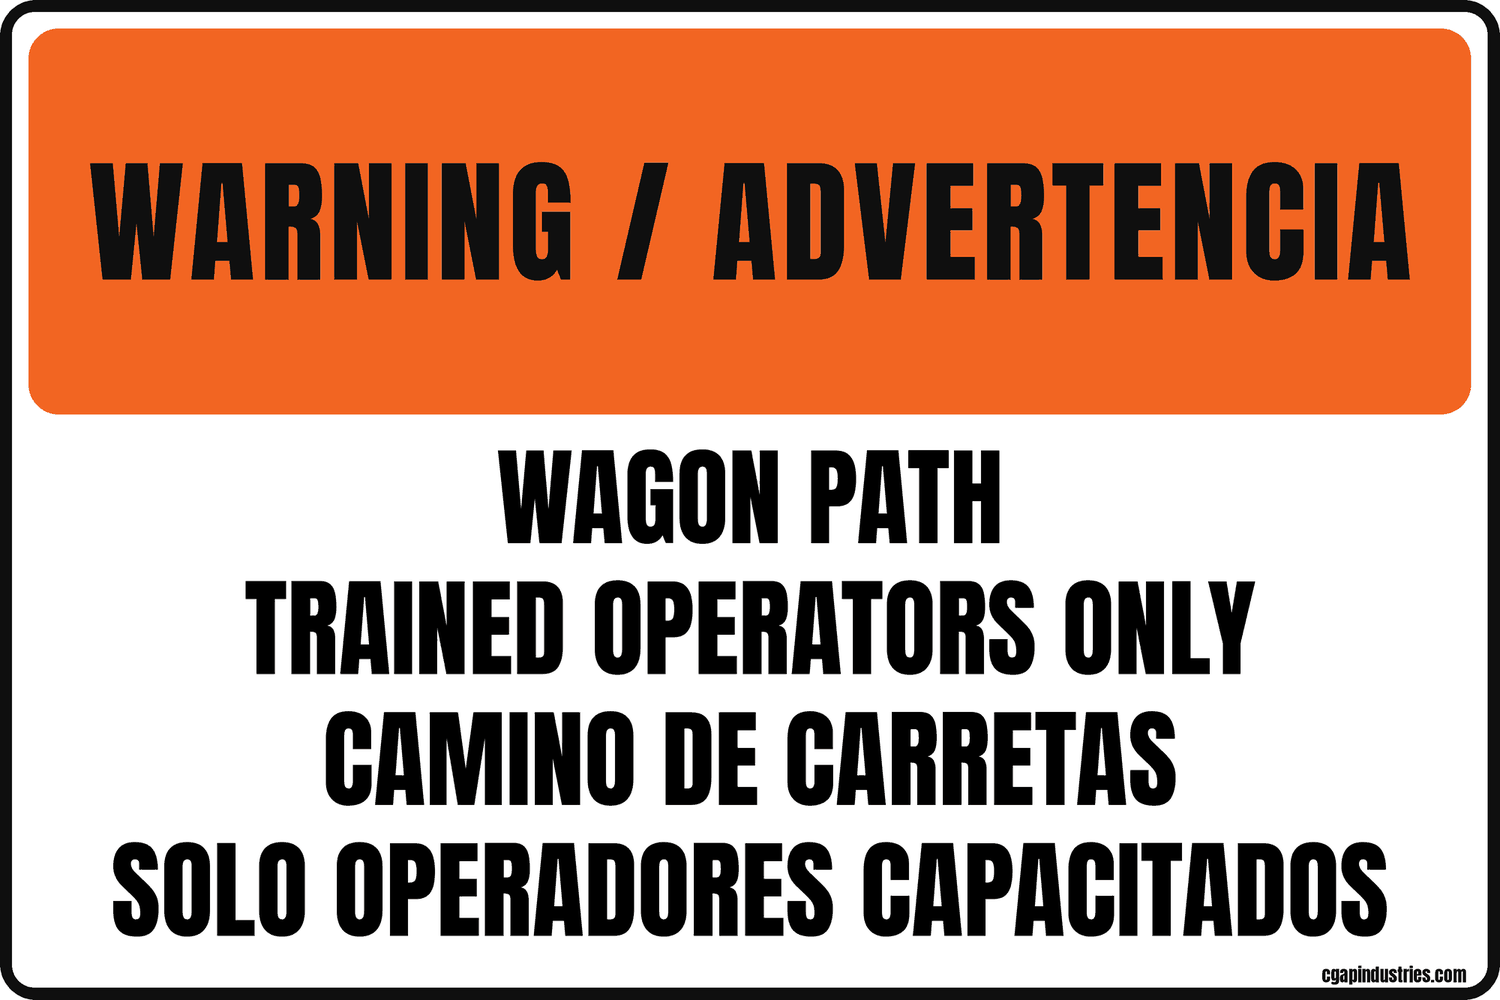 WARNING / ADVERTENCIA
WAGON PATH
TRAINED OPERATORS ONLY
CAMINO DE CARRETAS
SOLO OPERADORES CAPACITADOS
cgapindustries.com